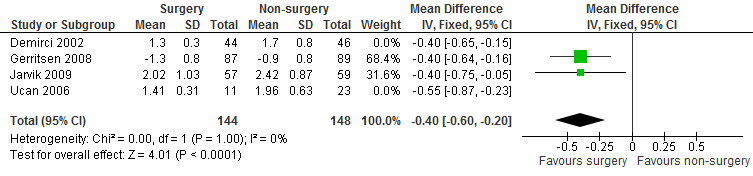 Surgery Non-surgery Mean Difference Mean Difference
Study or Subgroup Mean SD Total Mean SD Total Weight IV, Fixed, 95% CI IV, Fixed, 95% CI
Demirci 2002 1.3 0.3 44 1.7 0.8 46 0.0% -0.40 [-0.65, -0.15]
Gerritsen 2008 -1.3 0.8 87 -0.9 0.8 89 68.4% -0.40 [-0.64, -0.16]
Jarvik 2009 2.02 1.03 57 2.42 0.87 59 31.6% -0.40 [-0.75, -0.05]
Ucan 2006 1.41 0.31 11 1.96 0.63 23 0.0% -0.55 [-0.87, -0.23]
Total (95% CI) 144 148 100.0% -0.40 [-0.60, -0.20]
Heterogeneity: Chi² = 0.00, df = 1 (P = 1.00); I² = 0%
Test for overall effect: Z = 4.01 (P < 0.0001)
-0.5 -0.25 0 0.25 0.5
Favours surgery Favours non-surgery